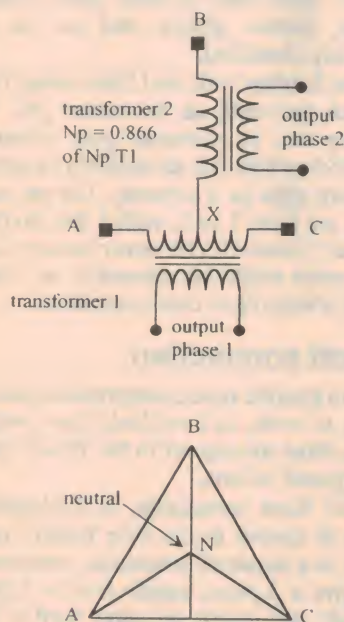 B
transformer 2
Np = 0.866
of Np T1
output
phase 2
X
A
C
transformer 1
output
phase 1
B
neutral
N
A
C